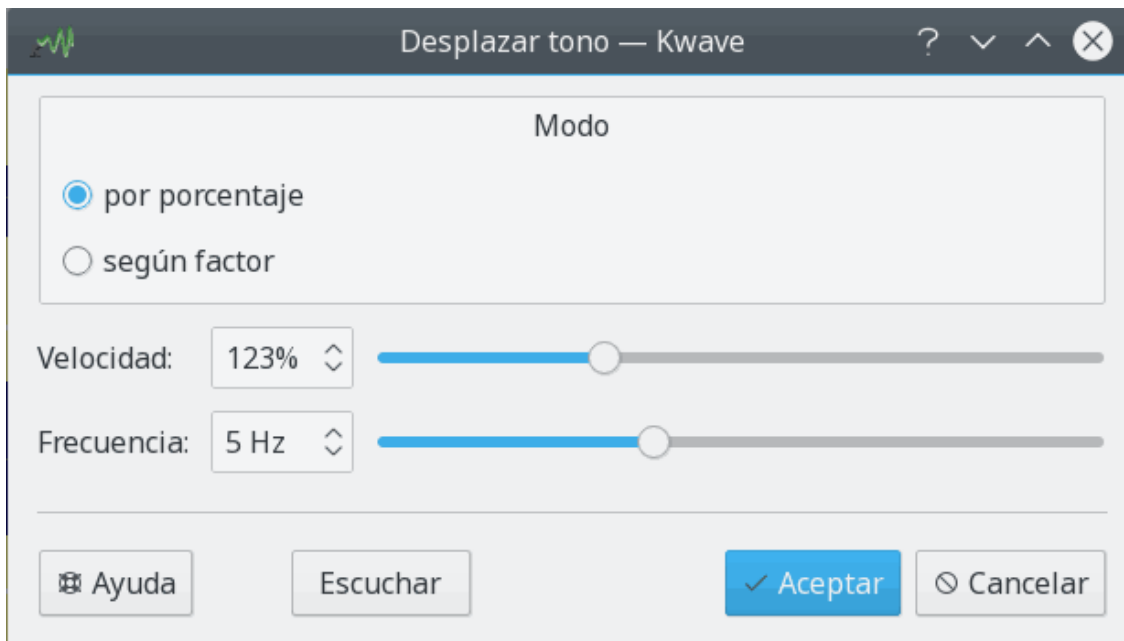 Desplazar tono — Kwave
Modo
por porcentaje
según factor
Velocidad: 123%
Frecuencia: 5 Hz
Ayuda Escuchar Aceptar Cancelar